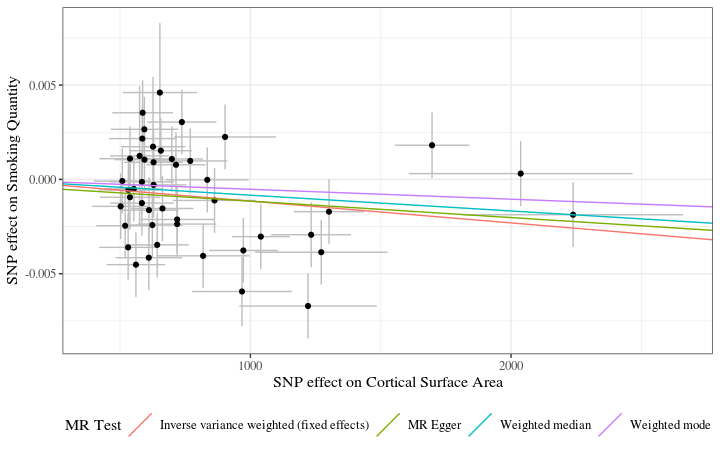 SNP effect on Smoking Quantity
0.005
0.000
-0.005
1000 2000
SNP effect on Cortical Surface Area
MR Test Inverse variance weighted (fixed effects) MR Egger Weighted median Weighted mode